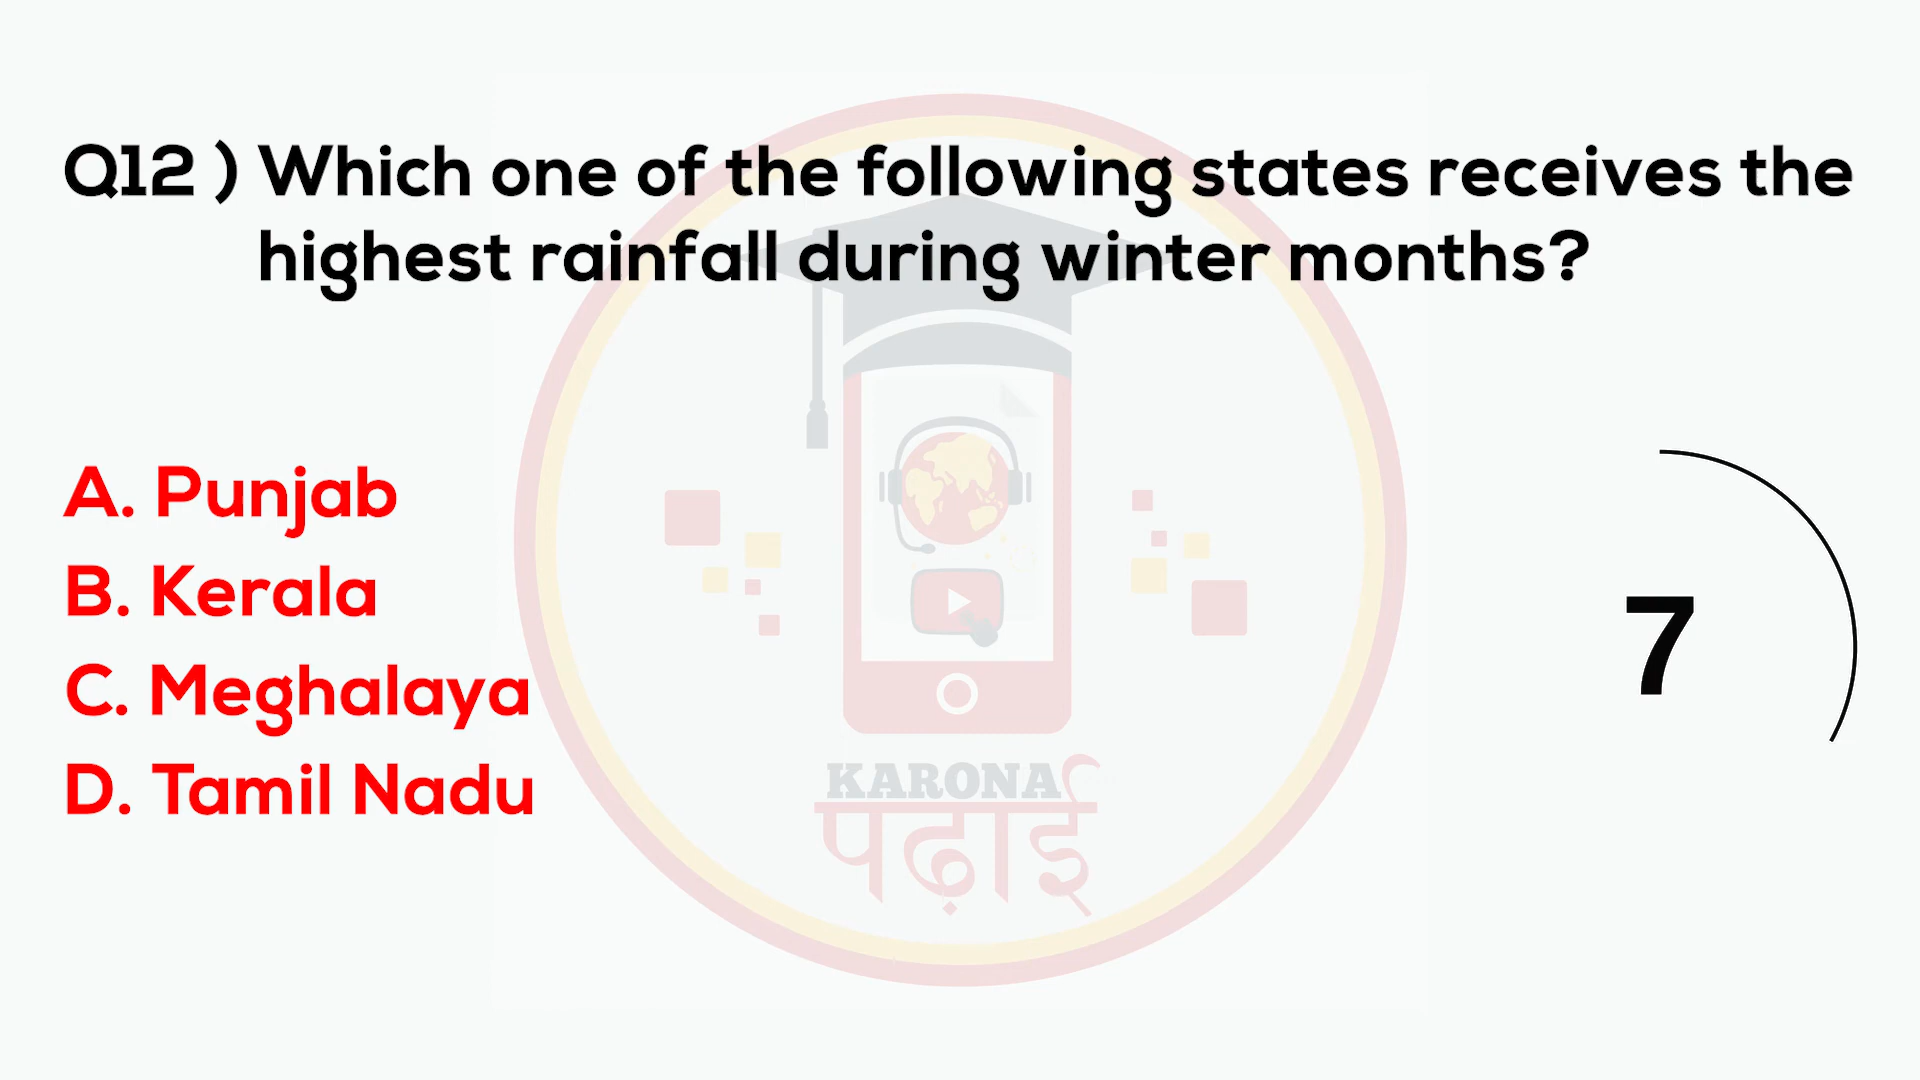 Q12 ) Which one of the following states receives the
highest rainfall during winter months?
A. Punjab
B. Kerala
C. Meghalaya
D. Tamil Nadu
7
KARONA
पढ़ाई